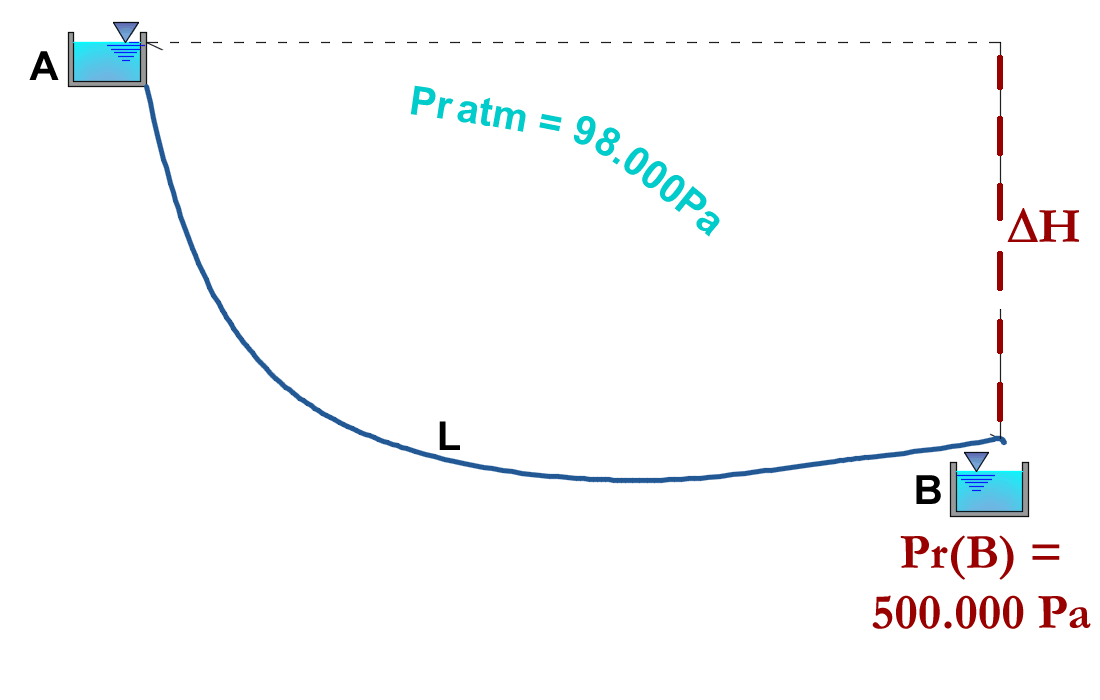 A
Pr atm = 98.000Pa
ΔH
L
B
Pr(B) =
500.000 Pa